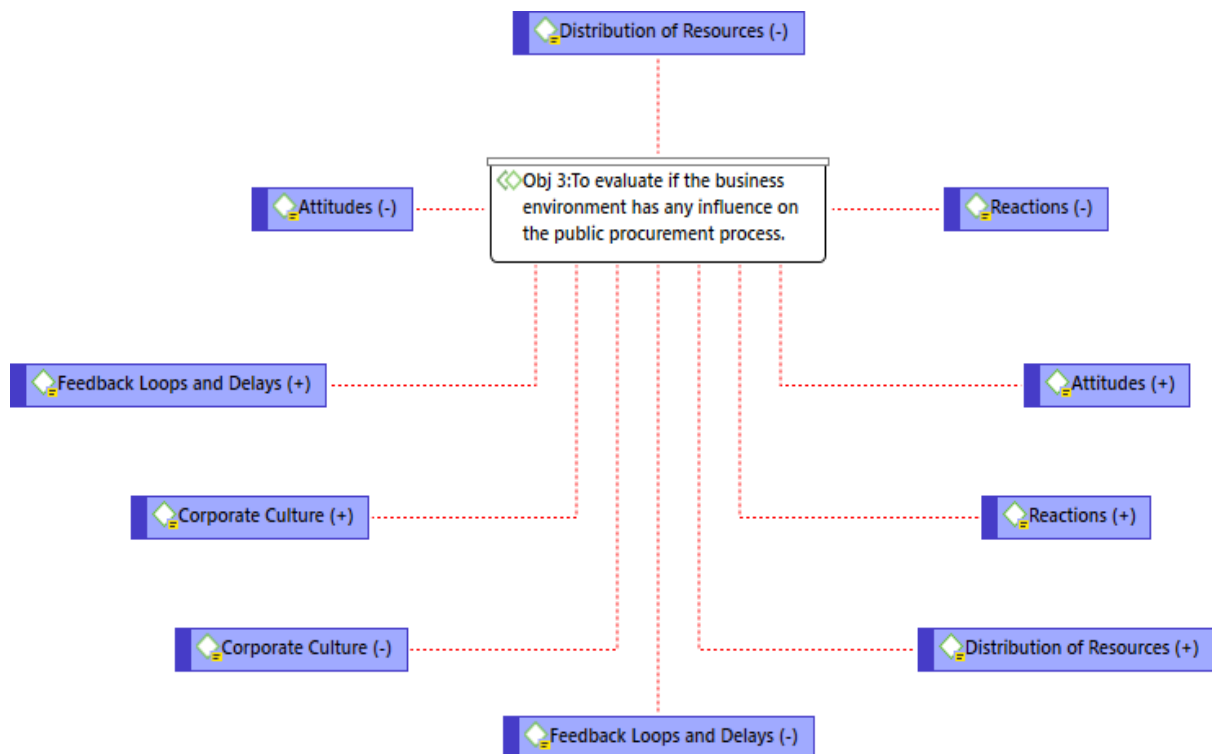 Distribution of Resources (-)
Obj 3:To evaluate if the business
environment has any influence on
the public procurement process.
Attitudes (-)
Reactions (-)
Feedback Loops and Delays (+)
Attitudes (+)
Corporate Culture (+)
Reactions (+)
Corporate Culture (-)
Distribution of Resources (+)
Feedback Loops and Delays (-)